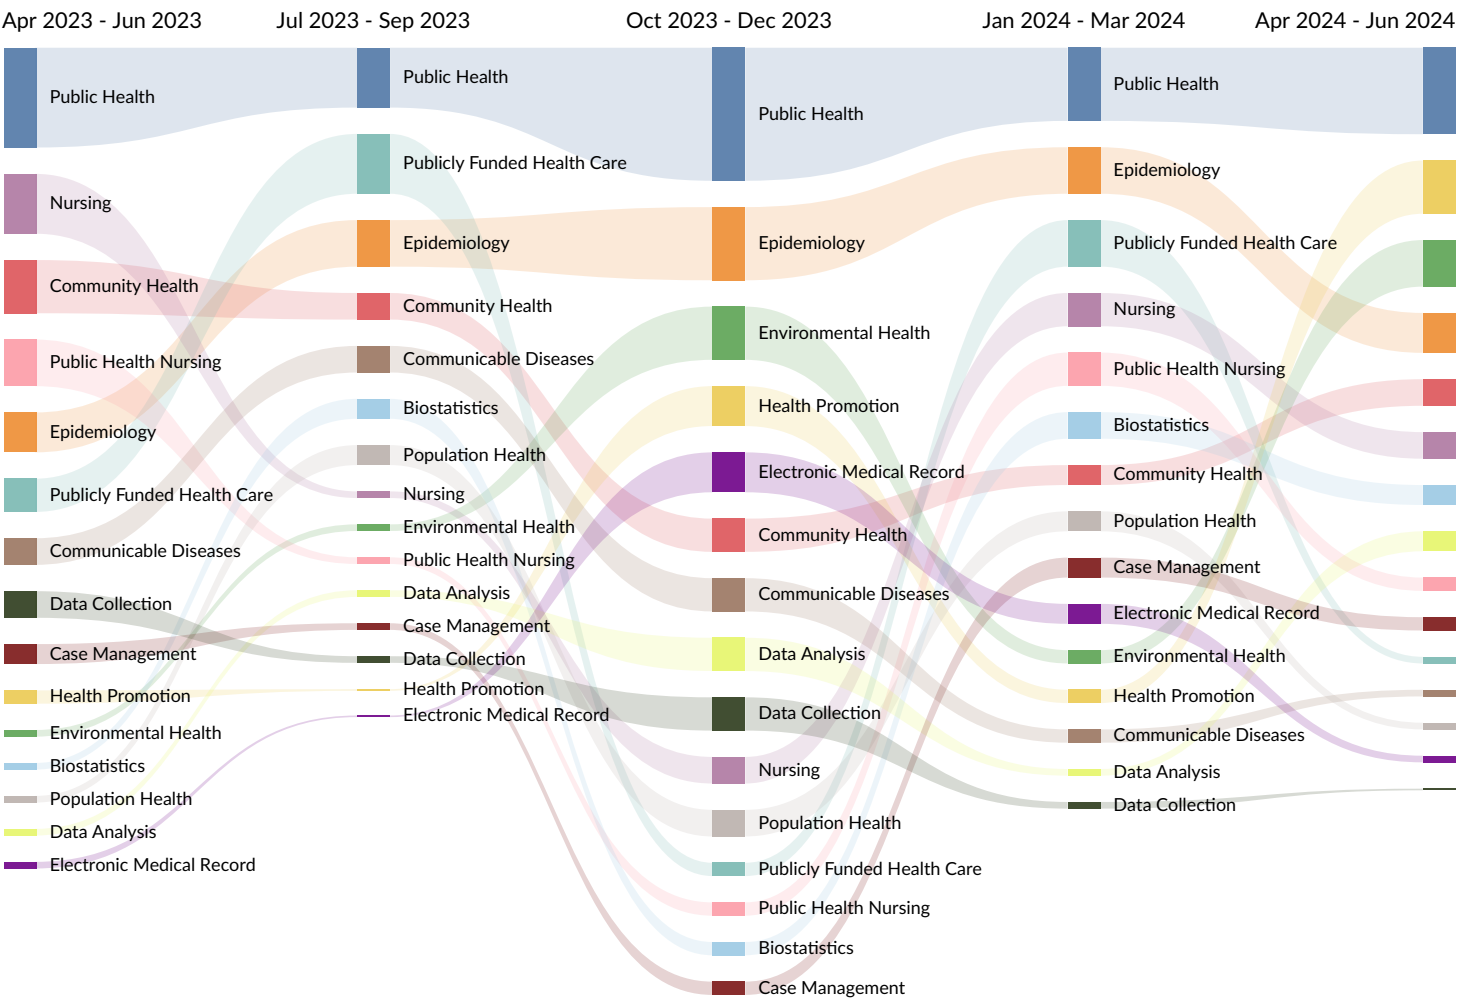 Apr 2023 - Jun 2023
Jul 2023 - Sep 2023
Oct 2023 - Dec 2023
Jan 2024 - Mar 2024
Apr 2024 - Jun 2024
Public Health
Nursing
Community Health
Public Health Nursing
Epidemiology
Publicly Funded Health Care
Communicable Diseases
Data Collection
Case Management
Health Promotion
Environmental Health
Biostatistics
Population Health
Data Analysis
Electronic Medical Record
Public Health
Publicly Funded Health Care
Epidemiology
Community Health
Communicable Diseases
Biostatistics
Population Health
Nursing
Environmental Health
Public Health Nursing
Data Analysis
Case Management
Data Collection
Health Promotion
Electronic Medical Record
Public Health
Epidemiology
Environmental Health
Health Promotion
Electronic Medical Record
Community Health
Communicable Diseases
Data Analysis
Data Collection
Nursing
Population Health
Publicly Funded Health Care
Public Health Nursing
Biostatistics
Case Management
Public Health
Epidemiology
Publicly Funded Health Care
Nursing
Public Health Nursing
Biostatistics
Community Health
Population Health
Case Management
Electronic Medical Record
Environmental Health
Health Promotion
Communicable Diseases
Data Analysis
Data Collection